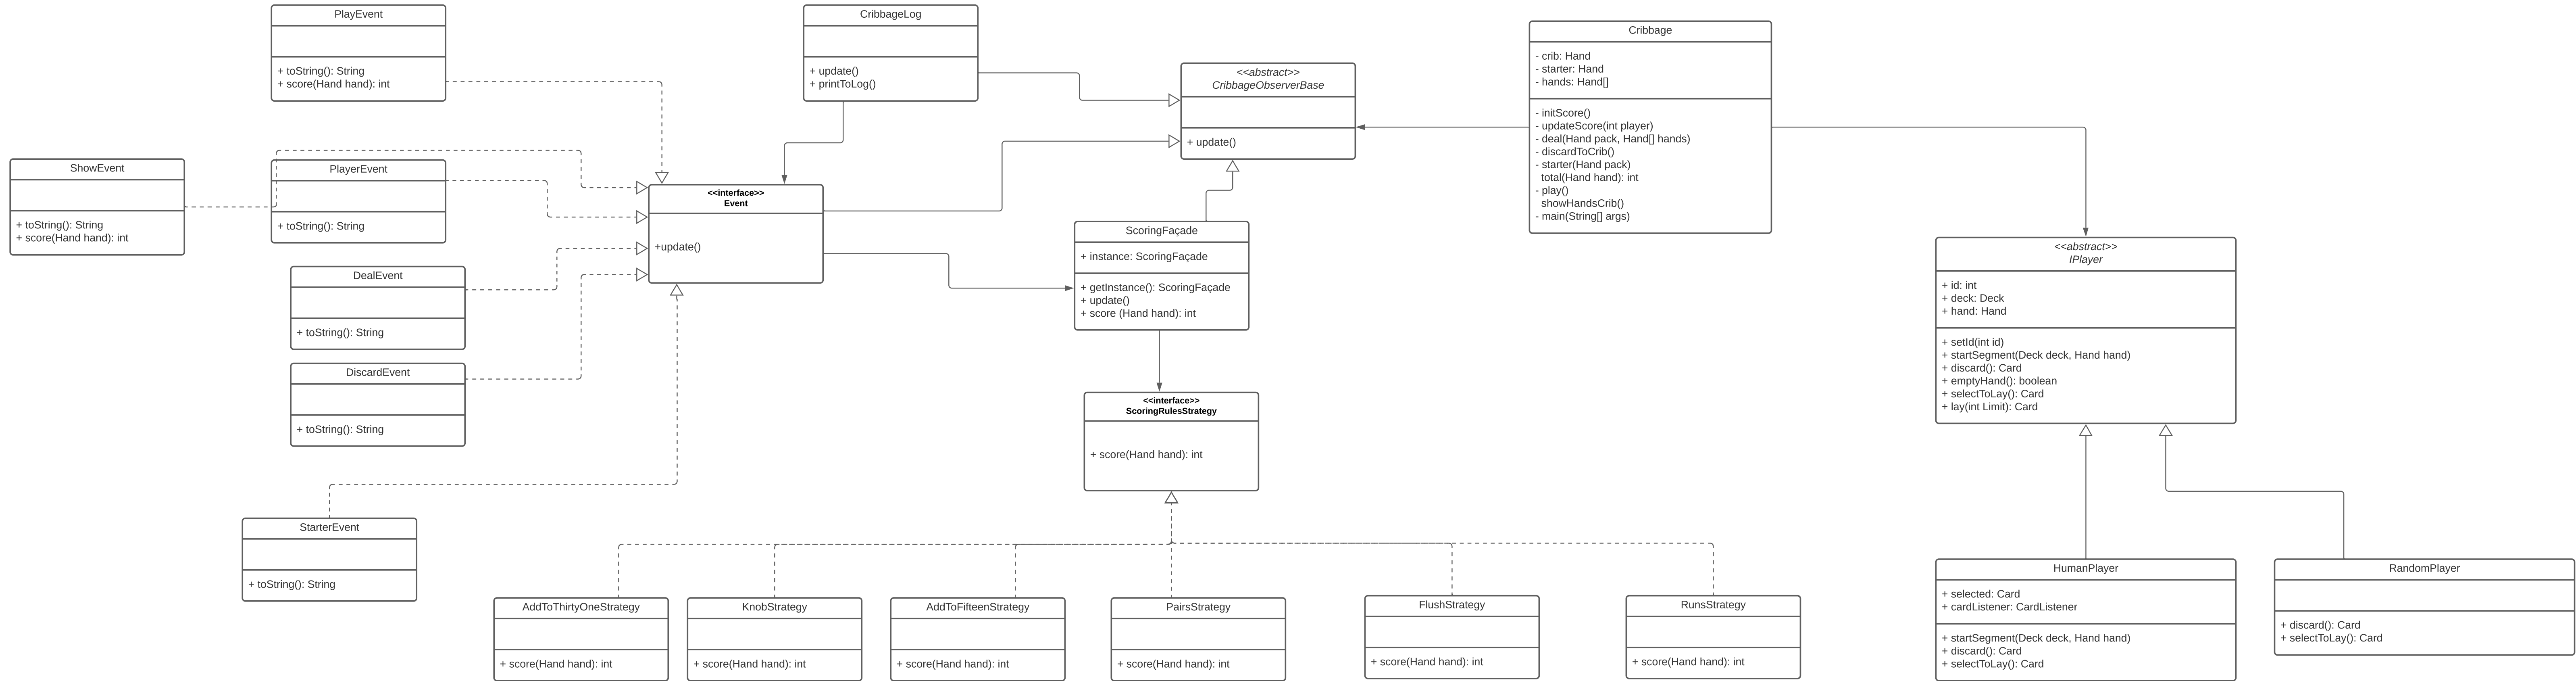 PlayEvent
+ toString(): String
+ score(Hand hand): int
CribbageLog
+ update()
+ printToLog()
<<abstract>>
CribbageObserverBase
+ update()
Cribbage
- crib: Hand
- starter: Hand
- hands: Hand[]
- initScore()
- updateScore(int player)
- deal(Hand pack, Hand[] hands)
- discardToCrib()
- starter(Hand pack)
total(Hand hand): int
- play()
showHandsCrib()
- main(String[] args)
ShowEvent
+ toString(): String
+ score(Hand hand): int
PlayerEvent
+ toString(): String
<<interface>>
Event
+update()
ScoringFaçade
+ instance: ScoringFaçade
+ getInstance(): ScoringFaçade
+ update()
+ score (Hand hand): int
<<abstract>>
IPlayer
+ id: int
+ deck: Deck
+ hand: Hand
+ setId(int id)
+ startSegment(Deck deck, Hand hand)
+ discard(): Card
+ emptyHand(): boolean
+ selectToLay(): Card
+ lay(int Limit): Card
DealEvent
+ toString(): String
DiscardEvent
+ toString(): String
<<interface>>
ScoringRulesStrategy
+ score(Hand hand): int
StarterEvent
+ toString(): String
AddToThirtyOneStrategy
+ score(Hand hand): int
KnobStrategy
+ score(Hand hand): int
AddToFifteenStrategy
+ score(Hand hand): int
PairsStrategy
+ score(Hand hand): int
FlushStrategy
+ score(Hand hand): int
RunsStrategy
+ score(Hand hand): int
HumanPlayer
+ selected: Card
+ cardListener: CardListener
+ startSegment(Deck deck, Hand hand)
+ discard(): Card
+ selectToLay(): Card
RandomPlayer
+ discard(): Card
+ selectToLay(): Card